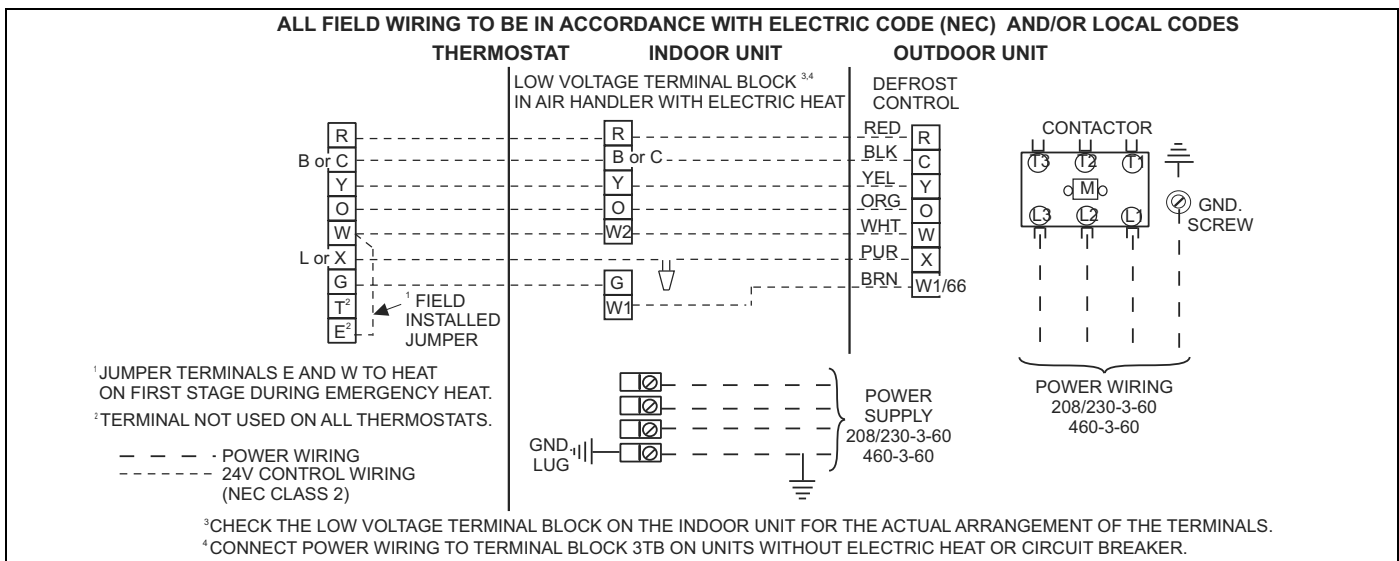 ALL FIELD WIRING TO BE IN ACCORDANCE WITH ELECTRIC CODE (NEC) AND/OR LOCAL CODES
THERMOSTAT INDOOR UNIT OUTDOOR UNIT
LOW VOLTAGE TERMINAL BLOCK 3,4
IN AIR HANDLER WITH ELECTRIC HEAT
DEFROST
CONTROL
R
B or C
Y
O
W
L or X
G
T2
E2
1 FIELD
INSTALLED
JUMPER
R
B or C
Y
O
W2
G
W1
RED R
BLK C
YEL Y
ORG O
WHT W
PUR X
BRN W1/66
CONTACTOR
T3 T2 T1
M
L3 L2 L1
GND.
SCREW
POWER WIRING
208/230-3-60
460-3-60
1 JUMPER TERMINALS E AND W TO HEAT
ON FIRST STAGE DURING EMERGENCY HEAT.
2 TERMINAL NOT USED ON ALL THERMOSTATS.
POWER WIRING
24V CONTROL WIRING
(NEC CLASS 2)
GND.
LUG
POWER
SUPPLY
208/230-3-60
460-3-60
3 CHECK THE LOW VOLTAGE TERMINAL BLOCK ON THE INDOOR UNIT FOR THE ACTUAL ARRANGEMENT OF THE TERMINALS.
4 CONNECT POWER WIRING TO TERMINAL BLOCK 3TB ON UNITS WITHOUT ELECTRIC HEAT OR CIRCUIT BREAKER.